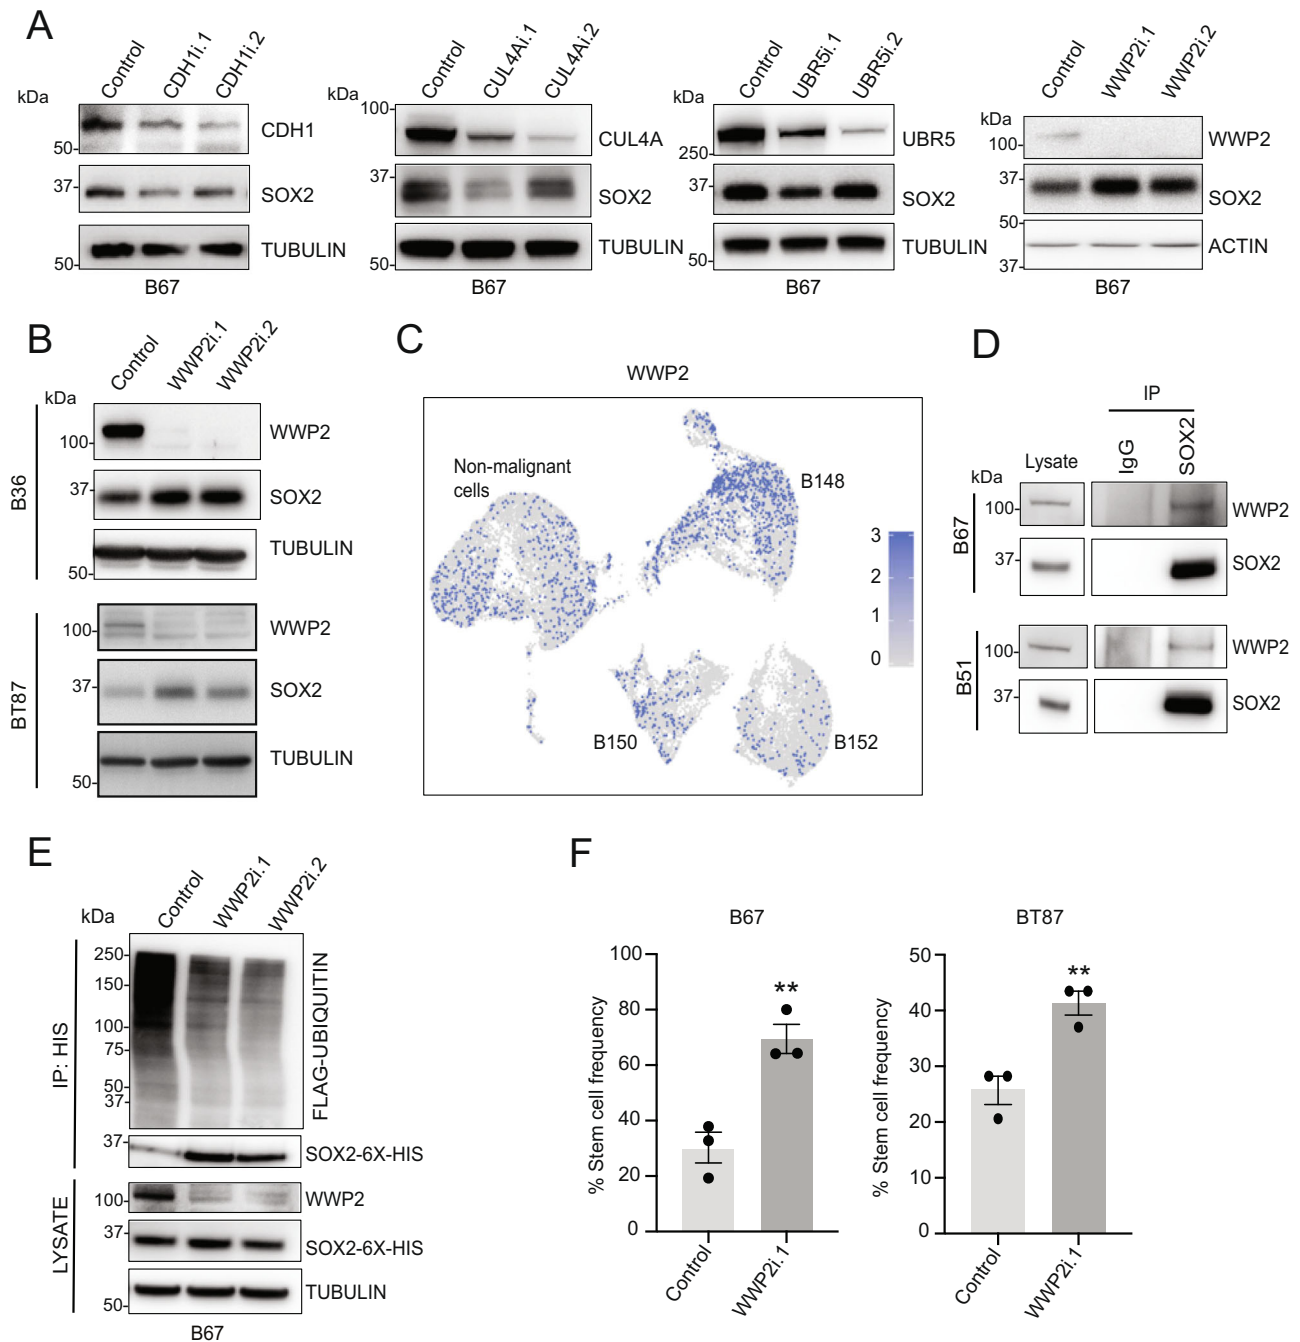 A
kDa
Control
CDH1i.1
CDH1i.2
50
CDH1
37
SOX2
50
TUBULIN
B67
kDa
Control
CUL4Ai.1
CUL4Ai.2
100
CUL4A
37
SOX2
50
TUBULIN
B67
kDa
Control
UBR5i.1
UBR5i.2
250
UBR5
37
SOX2
50
TUBULIN
B67
kDa
Control
WWP2i.1
WWP2i.2
100
WWP2
37
SOX2
50
37
ACTIN
B67
B
kDa
Control
WWP2i.1
WWP2i.2
B36
100
WWP2
37
SOX2
50
TUBULIN
BT87
100
WWP2
37
SOX2
50
TUBULIN
C
WWP2
Non-malignant
cells
B148
B150
B152
3
2
1
0
D
IP
Lysate
IgG
SOX2
kDa
B67
100
WWP2
37
SOX2
B51
100
WWP2
37
SOX2
E
kDa
Control
WWP2i.1
WWP2i.2
IP: HIS
250
150
100
75
50
37
FLAG-UBIQUITIN
37
SOX2-6X-HIS
LYSATE
100
WWP2
37
SOX2-6X-HIS
50
TUBULIN
B67
F
B67
% Stem cell frequency
100
80
60
40
20
0
**
Control
WWP2i.1
BT87
% Stem cell frequency
50
40
30
20
10
0
**
Control
WWP2i.1